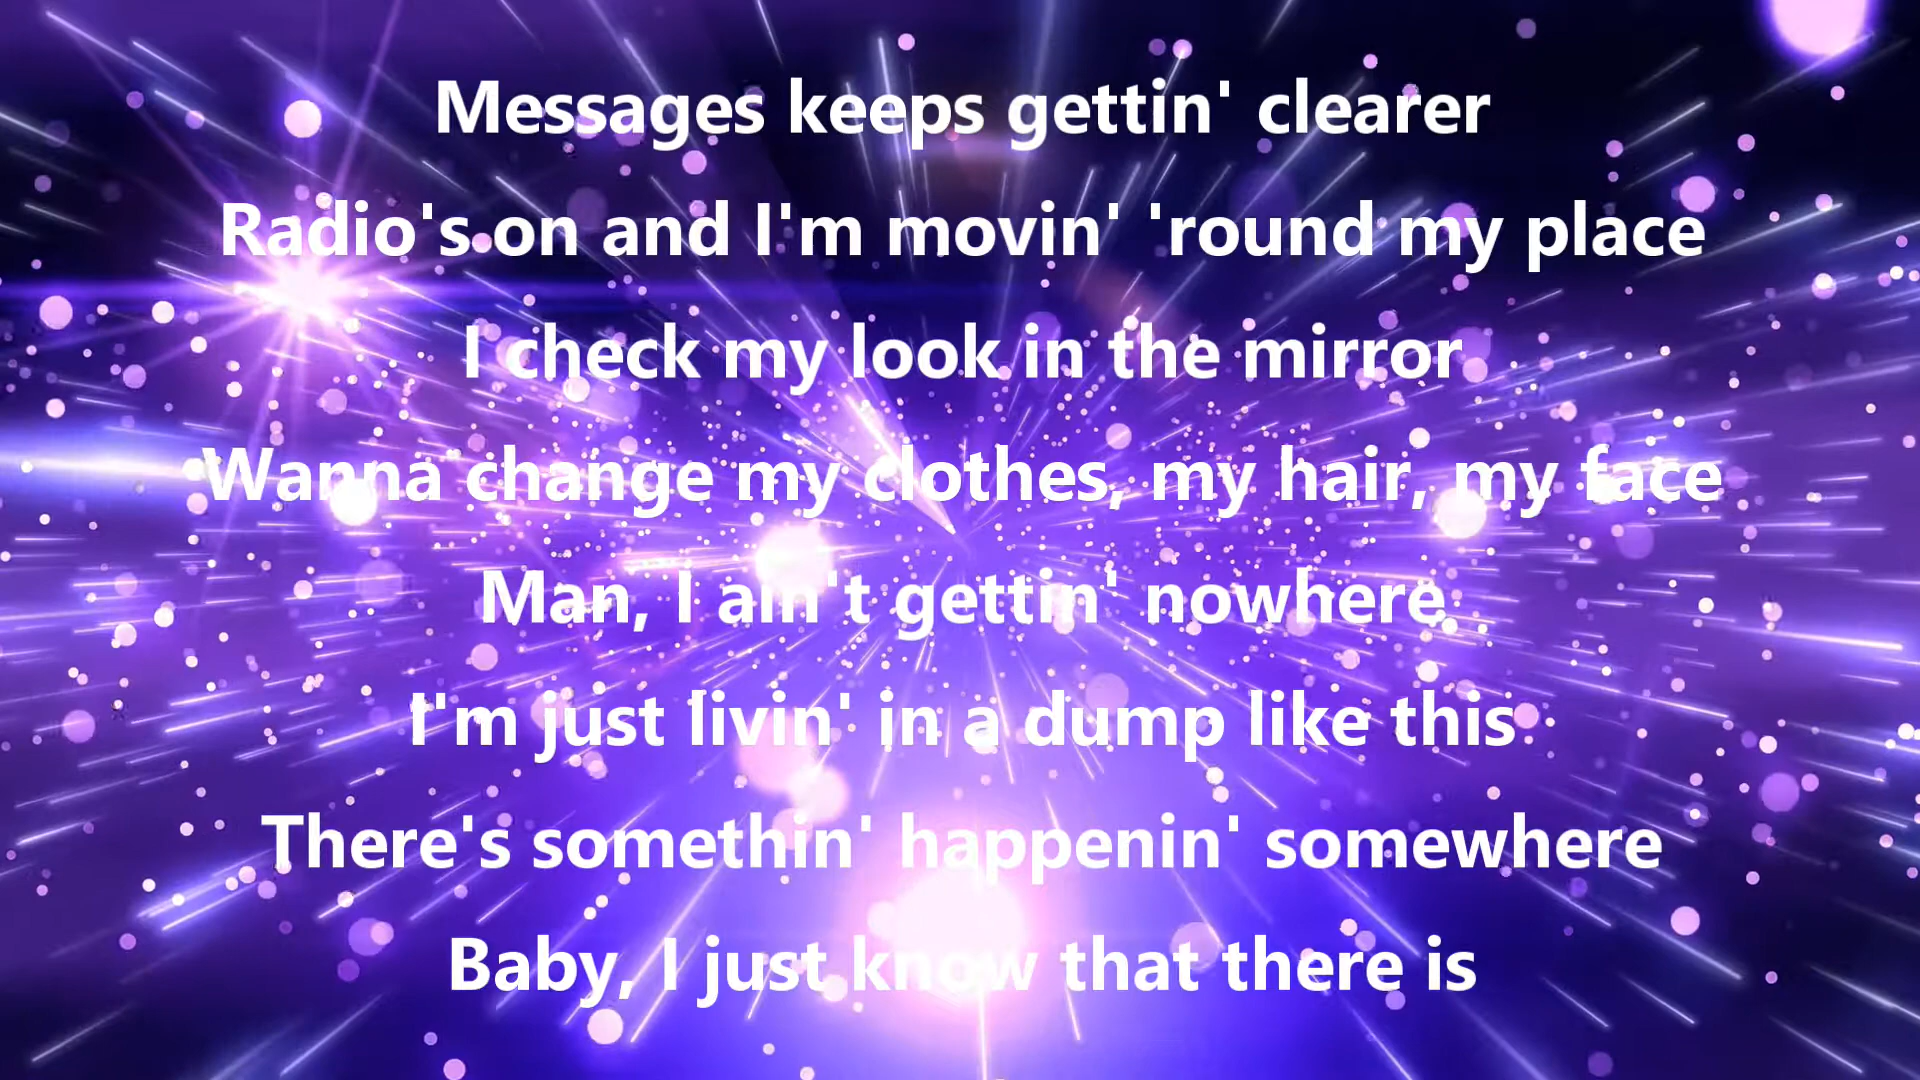 Messages keeps gettin' clearer
Radio's on and I'm movin' 'round my place
I check my look in the mirror
Wanna change my clothes, my hair, my face
Man, I ain't gettin' nowhere
I'm just livin' in a dump like this
There's somethin' happenin' somewhere
Baby, I just know that there is